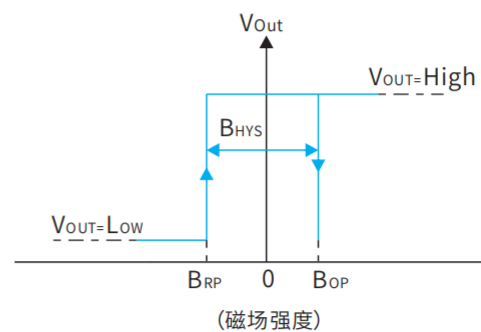 VOut
VOUT=High
BHYS
VOUT=LOW
BRP 0 BOP
(磁场强度)